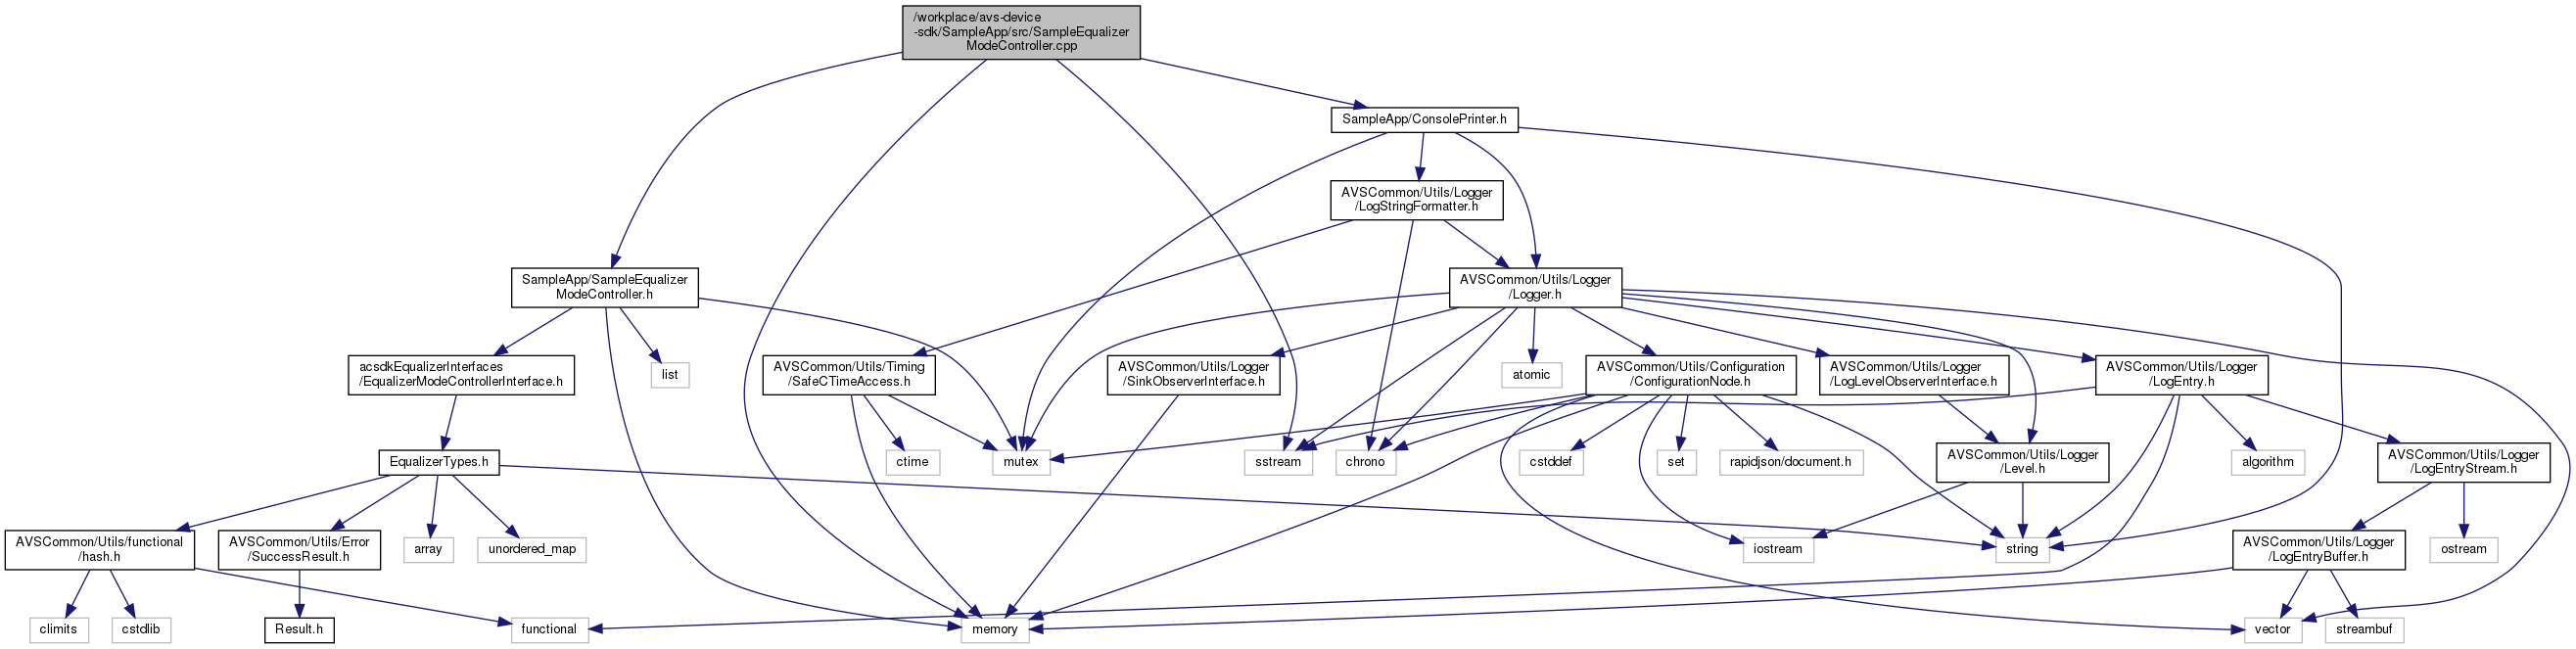 /workplace/avs-device
-sdk/SampleApp/src/SampleEqualizer
ModeController.cpp
SampleApp/ConsolePrinter.h
AVSCommon/Utils/Logger
/LogStringFormatter.h
SampleApp/SampleEqualizer
ModeController.h
AVSCommon/Utils/Logger
/Logger.h
acsdkEqualizerInterfaces
/EqualizerModeControllerInterface.h
list
AVSCommon/Utils/Timing
/SafeCTimeAccess.h
AVSCommon/Utils/Logger
/SinkObserverInterface.h
atomic
AVSCommon/Utils/Configuration
/ConfigurationNode.h
AVSCommon/Utils/Logger
/LogLevelObserverInterface.h
AVSCommon/Utils/Logger
/LogEntry.h
EqualizerTypes.h
ctime
mutex
sstream
chrono
cstddef
set
rapidjson/document.h
AVSCommon/Utils/Logger
/Level.h
algorithm
AVSCommon/Utils/Logger
/LogEntryStream.h
AVSCommon/Utils/functional
/hash.h
AVSCommon/Utils/Error
/SuccessResult.h
array
unordered_map
iostream
string
AVSCommon/Utils/Logger
/LogEntryBuffer.h
ostream
climits
cstdlib
Result.h
functional
memory
vector
streambuf